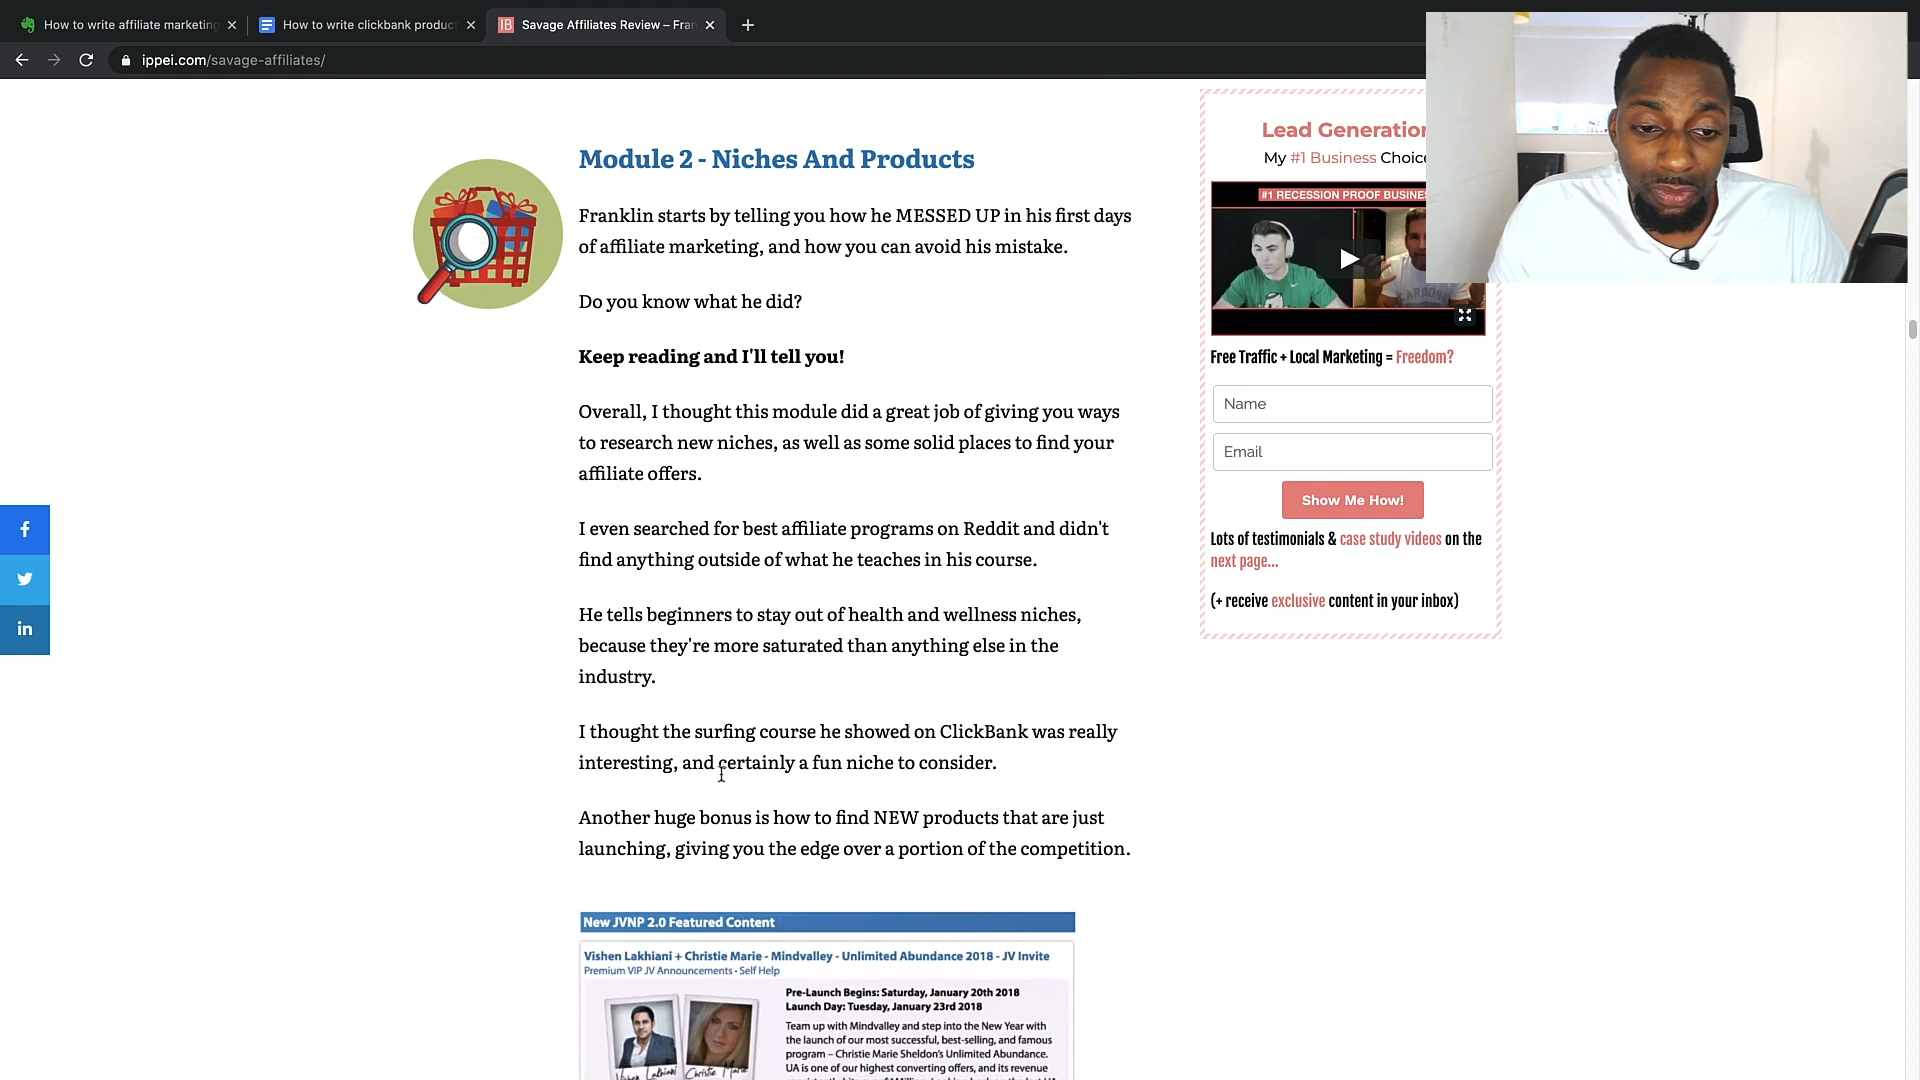 How to write affiliate marketing
How to write clickbank produc
Savage Affiliates Review – Fran
ippei.com/savage-affiliates/
Module 2 - Niches And Products
Franklin starts by telling you how he MESSED UP in his first days
of affiliate marketing, and how you can avoid his mistake.
Do you know what he did?
Keep reading and I'll tell you!
Overall, I thought this module did a great job of giving you ways
to research new niches, as well as some solid places to find your
affiliate offers.
I even searched for best affiliate programs on Reddit and didn't
find anything outside of what he teaches in his course.
He tells beginners to stay out of health and wellness niches,
because they're more saturated than anything else in the
industry.
I thought the surfing course he showed on ClickBank was really
interesting, and certainly a fun niche to consider.
Another huge bonus is how to find NEW products that are just
launching, giving you the edge over a portion of the competition.
New JVNP 2.0 Featured Content
Vishen Lakhiani + Christie Marie - Mindvalley - Unlimited Abundance 2018 - JV Invite
Premium VIP JV Announcements • Self Help
Pre-Launch Begins: Saturday, January 20th 2018
Launch Day: Tuesday, January 23rd 2018
Team up with Mindvalley and step into the New Year with
the launch of our most successful, best-selling, and famous
program – Christie Marie Sheldon's Unlimited Abundance.
UA is one of our highest converting offers, and its revenue
Vishen Lakhiani
Christie Marie
Lead Generation
My #1 Business Choice
#1 RECESSION PROOF BUSINE
CARDONE
Free Traffic + Local Marketing = Freedom?
Name
Email
Show Me How!
Lots of testimonials & case study videos on the
next page...
(+ receive exclusive content in your inbox)